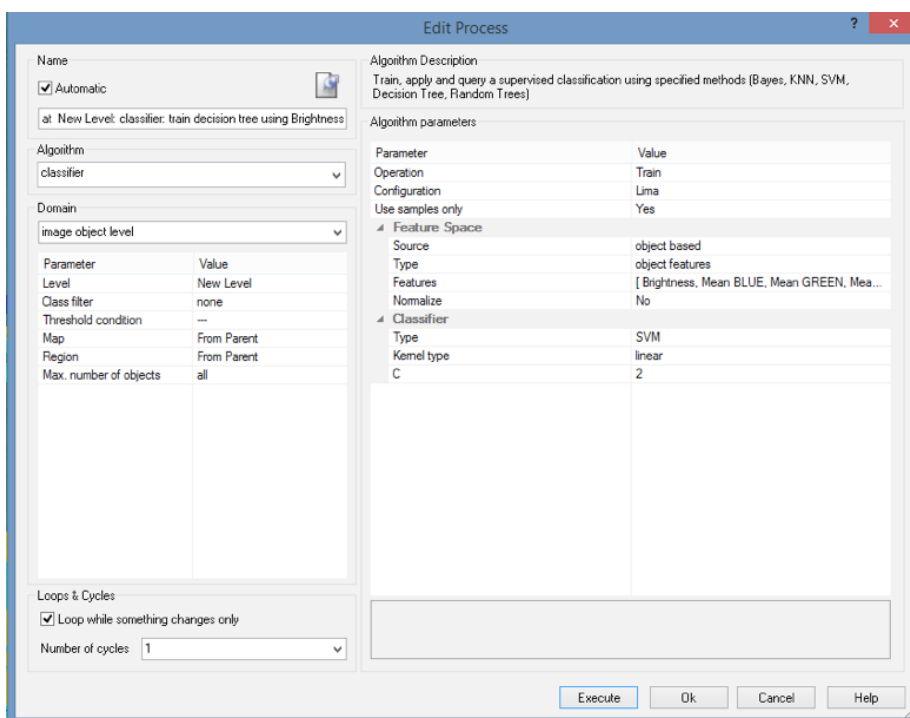 Edit Process
?
×
Name
Automatic
at New Level: classifier: train decision tree using Brightness
Algorithm
classifier
Domain
image object level
Parameter Value
Level New Level
Class filter none
Threshold condition ---
Map From Parent
Region From Parent
Max. number of objects all
Loops & Cycles
Loop while something changes only
Number of cycles 1
Algorithm Description
Train, apply and query a supervised classification using specified methods (Bayes, KNN, SVM,
Decision Tree, Random Trees)
Algorithm parameters
Parameter Value
Operation Train
Configuration Lima
Use samples only Yes
Feature Space
Source object based
Type object features
Features [ Brightness, Mean BLUE, Mean GREEN, Mea...
Normalize No
Classifier
Type SVM
Kernel type linear
C 2
Execute Ok Cancel Help